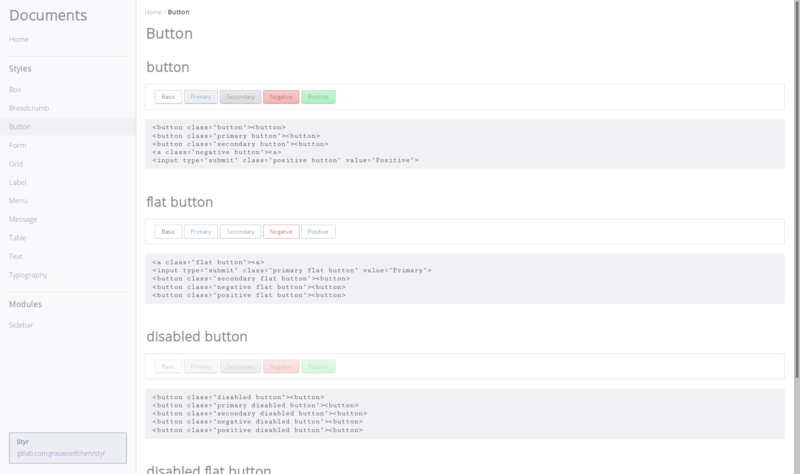 Documents
Home
Styles
Box
Breadcrumb
Button
Form
Grid
Label
Menu
Message
Table
Text
Typography
Modules
Sidebar
Styr
gitlab.com:grauwoelfchen/styr
Home / Button
Button
button
Basic Primary Secondary Negative Positive
<button class="button"><button>
<button class="primary button"><button>
<button class="secondary button"><button>
<a class="negative button"><a>
<input type="submit" class="positive button" value="Positive">
flat button
Basic Primary Secondary Negative Positive
<a class="flat button"><a>
<input type="submit" class="primary flat button" value="Primary">
<button class="secondary flat button"><button>
<button class="negative flat button"><button>
<button class="positive flat button"><button>
disabled button
Basic Primary Secondary Negative Positive
<button class="disabled button"><button>
<button class="primary disabled button"><button>
<button class="secondary disabled button"><button>
<button class="negative disabled button"><button>
<button class="positive disabled button"><button>
disabled flat button